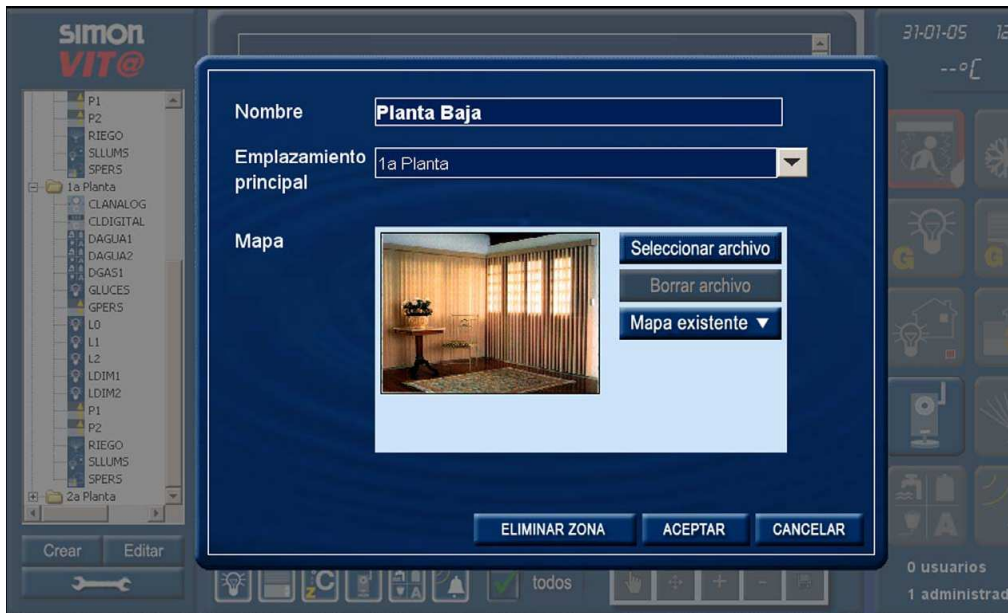 simon
VIT@
31-01-05
--°C
P1
P2
RIEGO
SLLUMS
SPERS
1a Planta
CLANALOG
CLDIGITAL
DAGUA1
DAGUA2
DGAS1
GLUCES
GPERS
L0
L1
L2
LDIM1
LDIM2
P1
P2
RIEGO
SLLUMS
SPERS
2a Planta
Crear Editar
Nombre Planta Baja
Emplazamiento
principal
1a Planta
Mapa
Seleccionar archivo
Borrar archivo
Mapa existente
ELIMINAR ZONA ACEPTAR CANCELAR
G
G
A
todos
0 usuarios
1 administrad